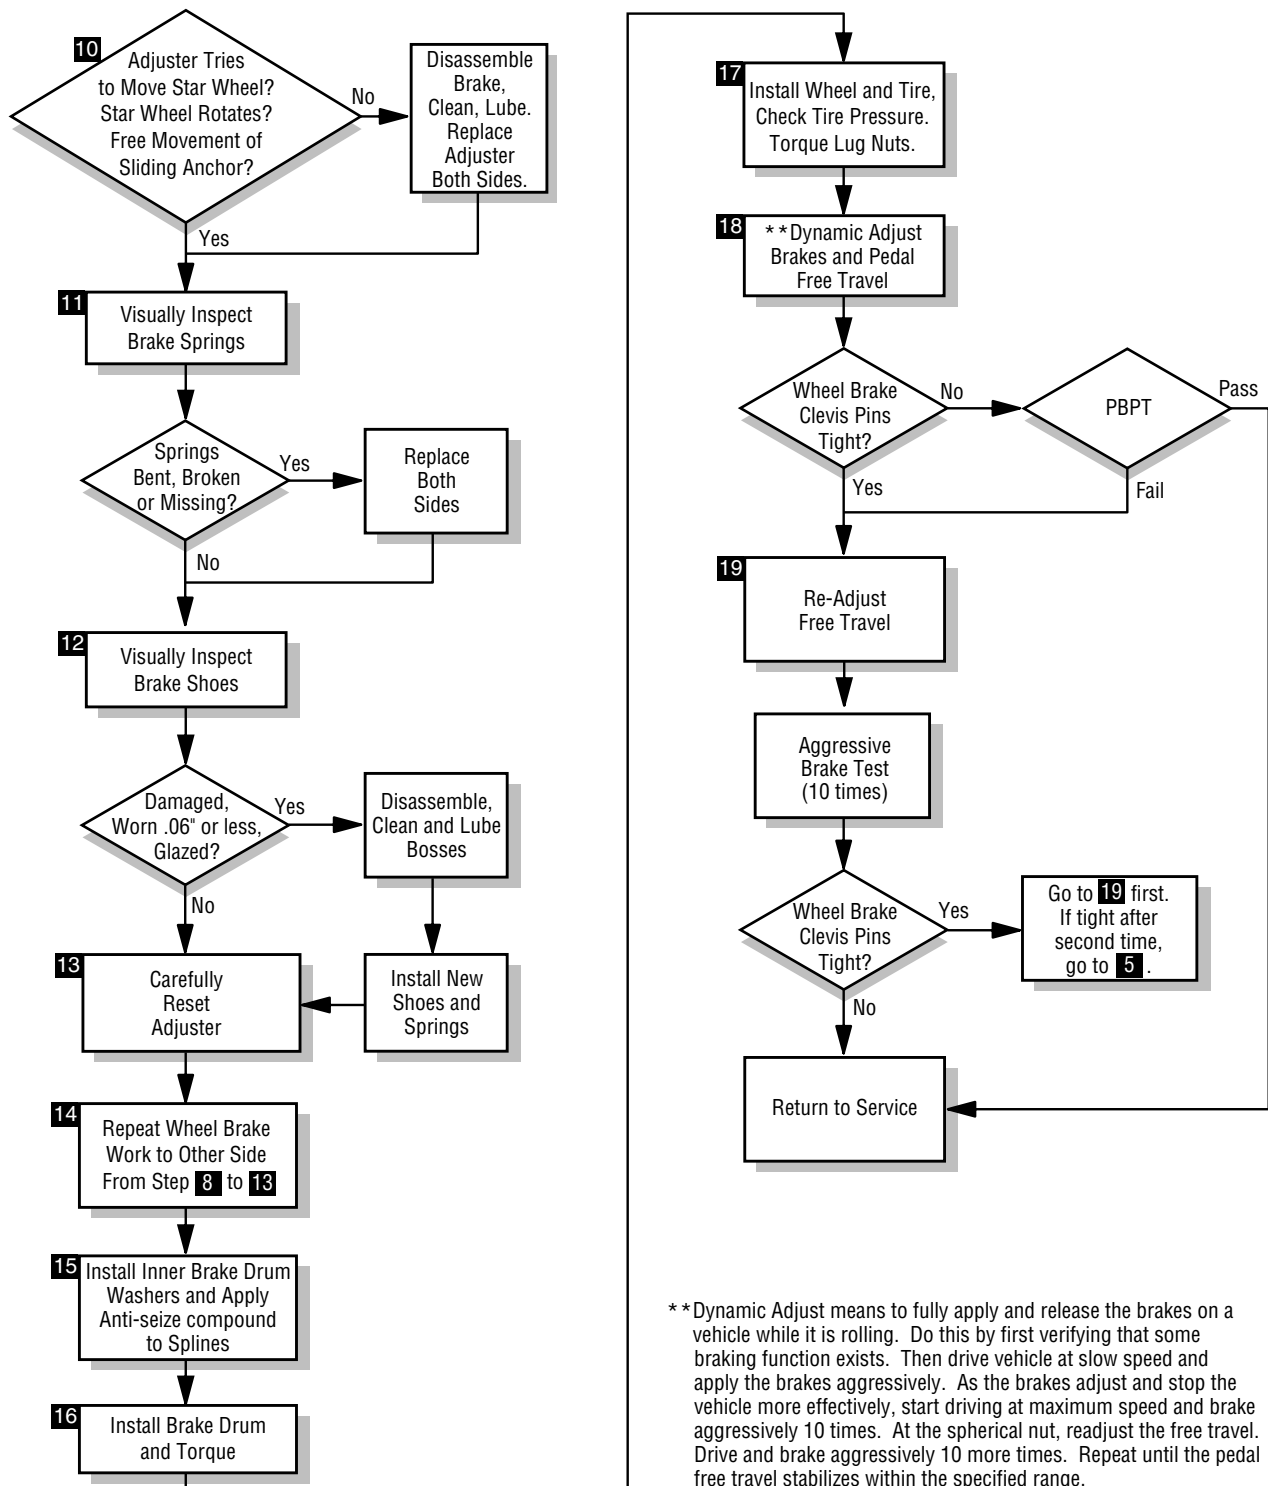 10
Adjuster Tries
to Move Star Wheel?
Star Wheel Rotates?
Free Movement of
Sliding Anchor?
No
Disassemble
Brake,
Clean, Lube.
Replace
Adjuster
Both Sides.
Yes
11
Visually Inspect
Brake Springs
Springs
Bent, Broken
or Missing?
Yes
Replace
Both
Sides
No
12
Visually Inspect
Brake Shoes
Damaged,
Worn .06" or less,
Glazed?
Yes
Disassemble,
Clean and Lube
Bosses
No
13
Carefully
Reset
Adjuster
Install New
Shoes and
Springs
14
Repeat Wheel Brake
Work to Other Side
From Step 8 to 13
15
Install Inner Brake Drum
Washers and Apply
Anti-seize compound
to Splines
16
Install Brake Drum
and Torque
17
Install Wheel and Tire,
Check Tire Pressure.
Torque Lug Nuts.
18
**Dynamic Adjust
Brakes and Pedal
Free Travel
Wheel Brake
Clevis Pins
Tight?
No
PBPT
Pass
Yes
Fail
19
Re-Adjust
Free Travel
Aggressive
Brake Test
(10 times)
Wheel Brake
Clevis Pins
Tight?
Yes
Go to 19 first.
If tight after
second time,
go to 5 .
No
Return to Service
**Dynamic Adjust means to fully apply and release the brakes on a
vehicle while it is rolling. Do this by first verifying that some
braking function exists. Then drive vehicle at slow speed and
apply the brakes aggressively. As the brakes adjust and stop the
vehicle more effectively, start driving at maximum speed and brake
aggressively 10 times. At the spherical nut, readjust the free travel.
Drive and brake aggressively 10 more times. Repeat until the pedal
free travel stabilizes within the specified range.